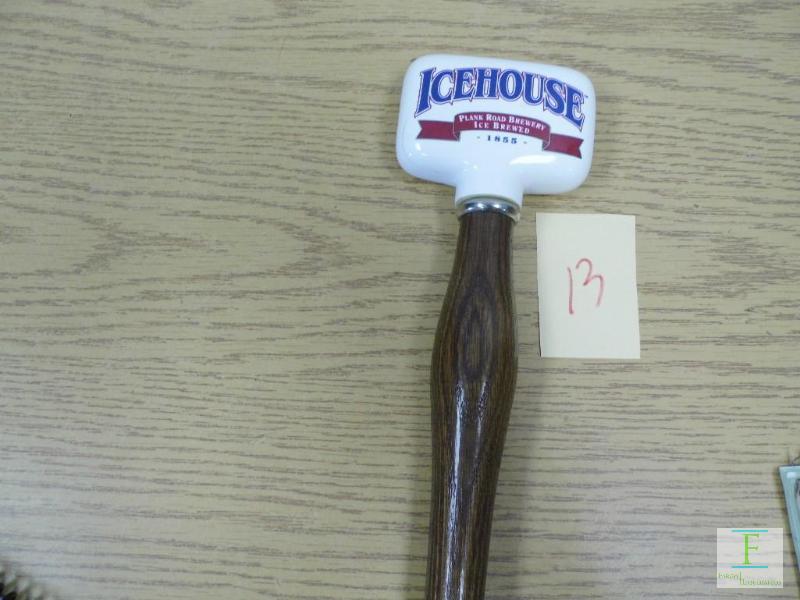 ICEHOUSE
PLANK ROAD BREWERY
ICE BREWED
- 1855 -
13
F